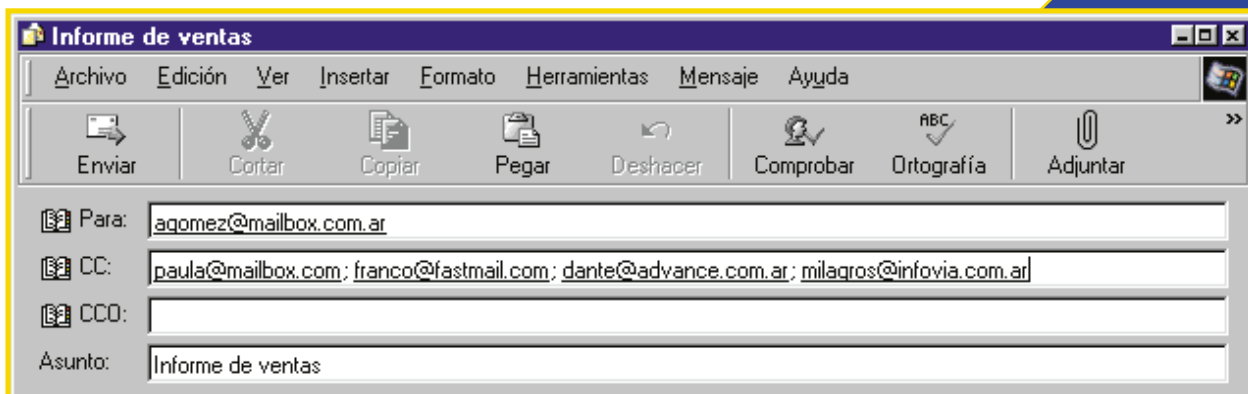 Informe de ventas
Archivo Edición Ver Insertar Formato Herramientas Mensaje Ayuda
ABC
Enviar Cortar Copiar Pegar Deshacer Comprobar Ortografía Adjuntar »
Para: agomez@mailbox.com.ar
CC: paula@mailbox.com; franco@fastmail.com; dante@advance.com.ar; milagros@infovia.com.ar
CCO:
Asunto: Informe de ventas